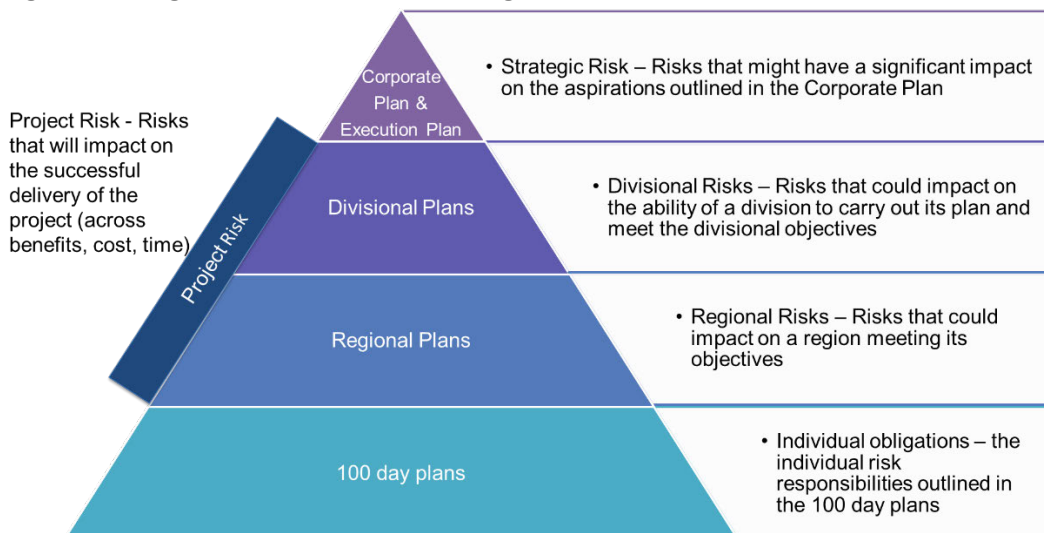 Corporate
Plan &
Execution Plan
• Strategic Risk – Risks that might have a significant impact
on the aspirations outlined in the Corporate Plan
Project Risk - Risks
that will impact on
the successful
delivery of the
project (across
benefits, cost, time)
Project Risk
Divisional Plans
• Divisional Risks – Risks that could impact on
the ability of a division to carry out its plan and
meet the divisional objectives
Regional Plans
• Regional Risks – Risks that could
impact on a region meeting its
objectives
100 day plans
• Individual obligations – the
individual risk
responsibilities outlined in
the 100 day plans